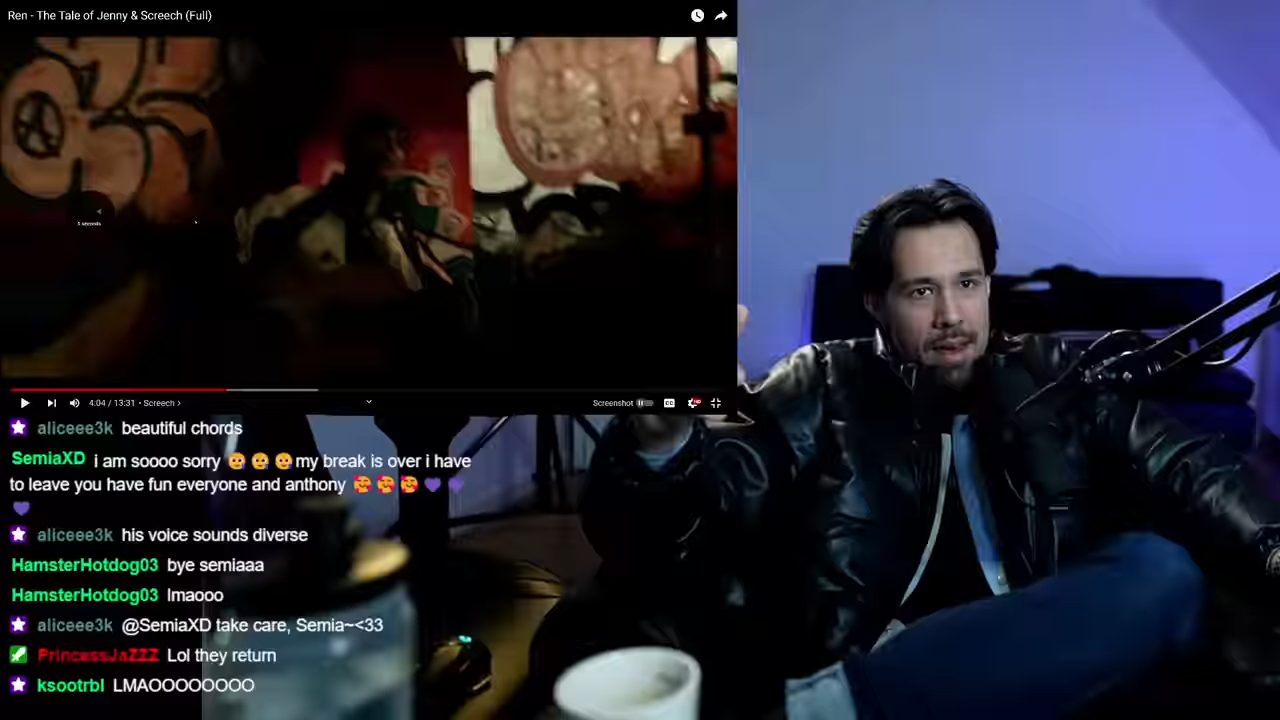 Ren - The Tale of Jenny & Screech (Full)
5 seconds
4:04 / 13:31 • Screech ›
Screenshot
aliceee3k beautiful chords
SemiaXD i am soooo sorry 🥲 🥲 🥲 my break is over i have
to leave you have fun everyone and anthony 🥰 🥰 🥰 💜 💜
💜
aliceee3k his voice sounds diverse
HamsterHotdog03 bye semiaaa
HamsterHotdog03 lmaooo
aliceee3k @SemiaXD take care, Semia~<33
PrincessJaZZZ Lol they return
ksootrbl LMAOOOOOOOO